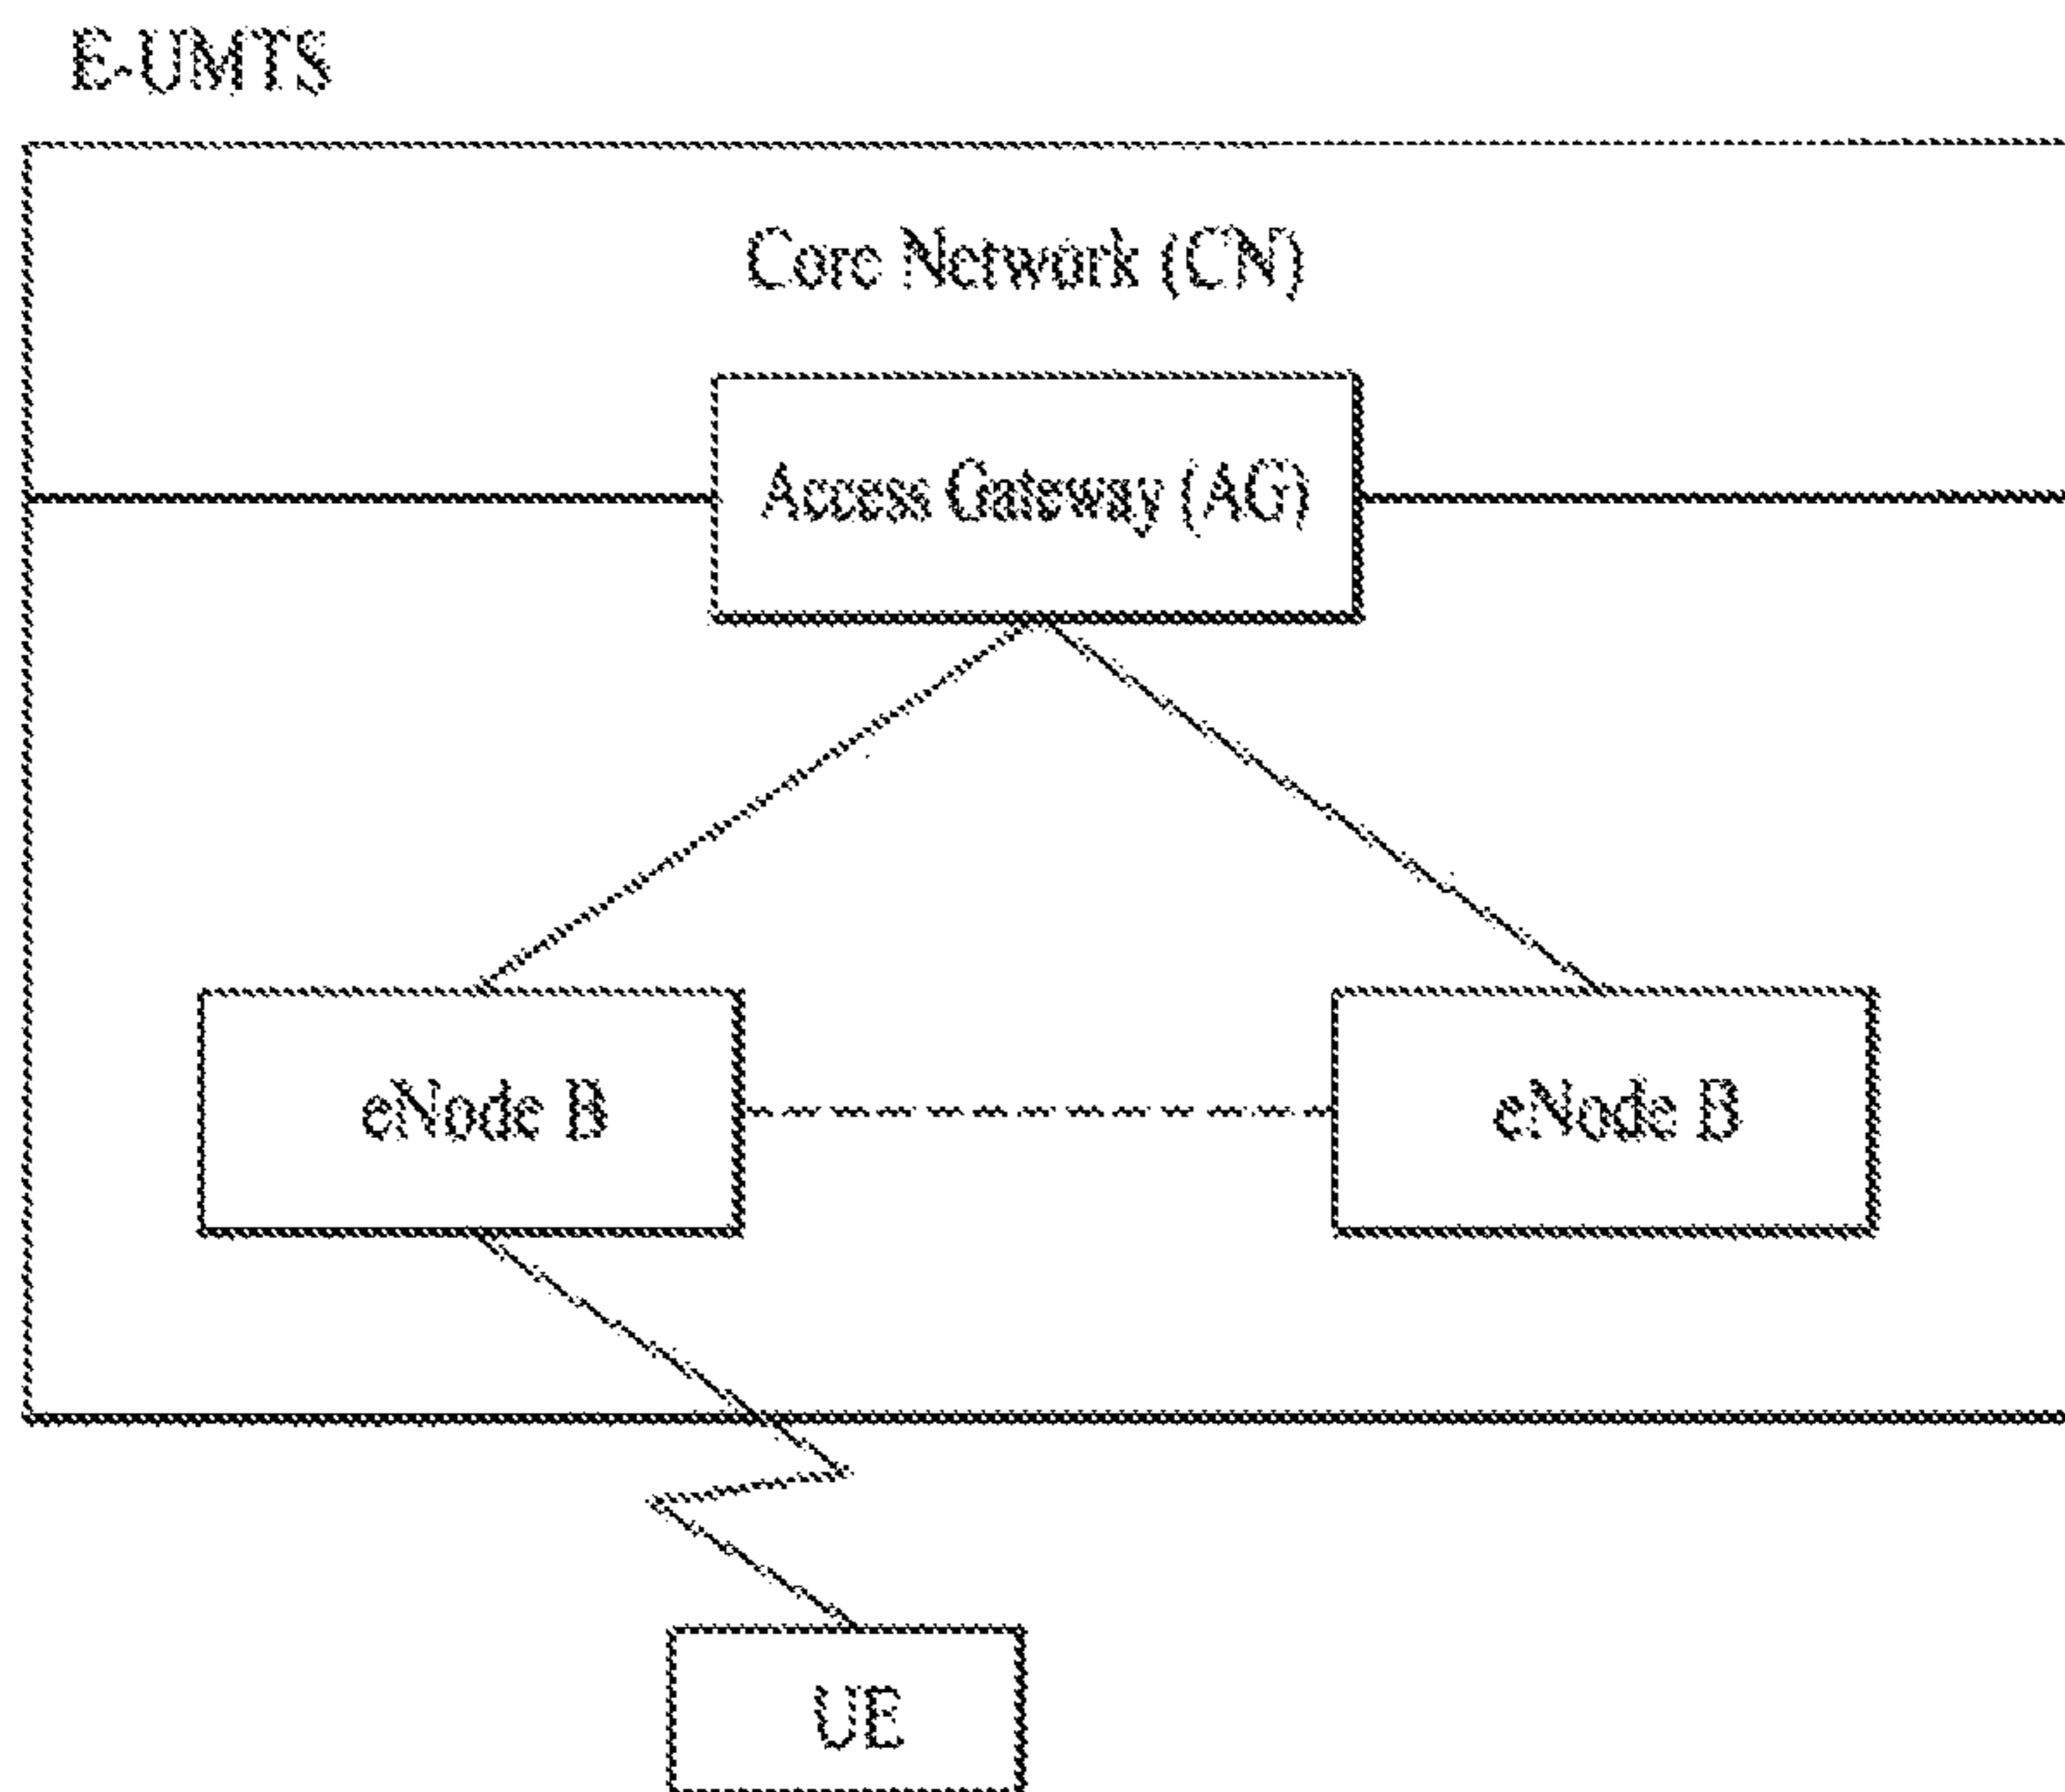 E-UMTS
Core Network (CN)
Access Gateway (AG)
eNode B
eNode B
UE